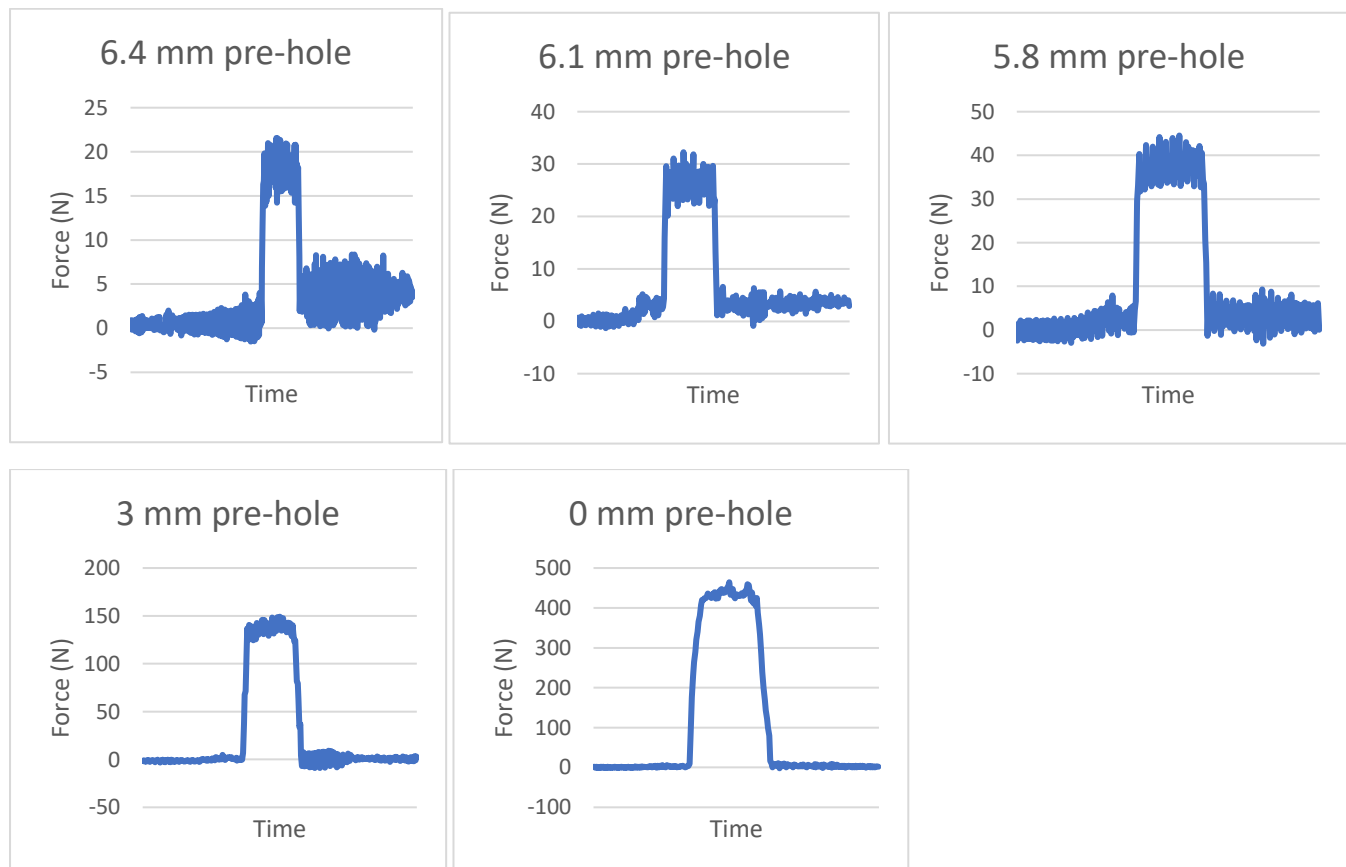 6.4 mm pre-hole
25
20
15
10
5
0
-5
Force (N)
Time
6.1 mm pre-hole
40
30
20
10
0
-10
Force (N)
Time
5.8 mm pre-hole
50
40
30
20
10
0
-10
Force (N)
Time
3 mm pre-hole
200
150
100
50
0
-50
Force (N)
Time
0 mm pre-hole
500
400
300
200
100
0
-100
Force (N)
Time